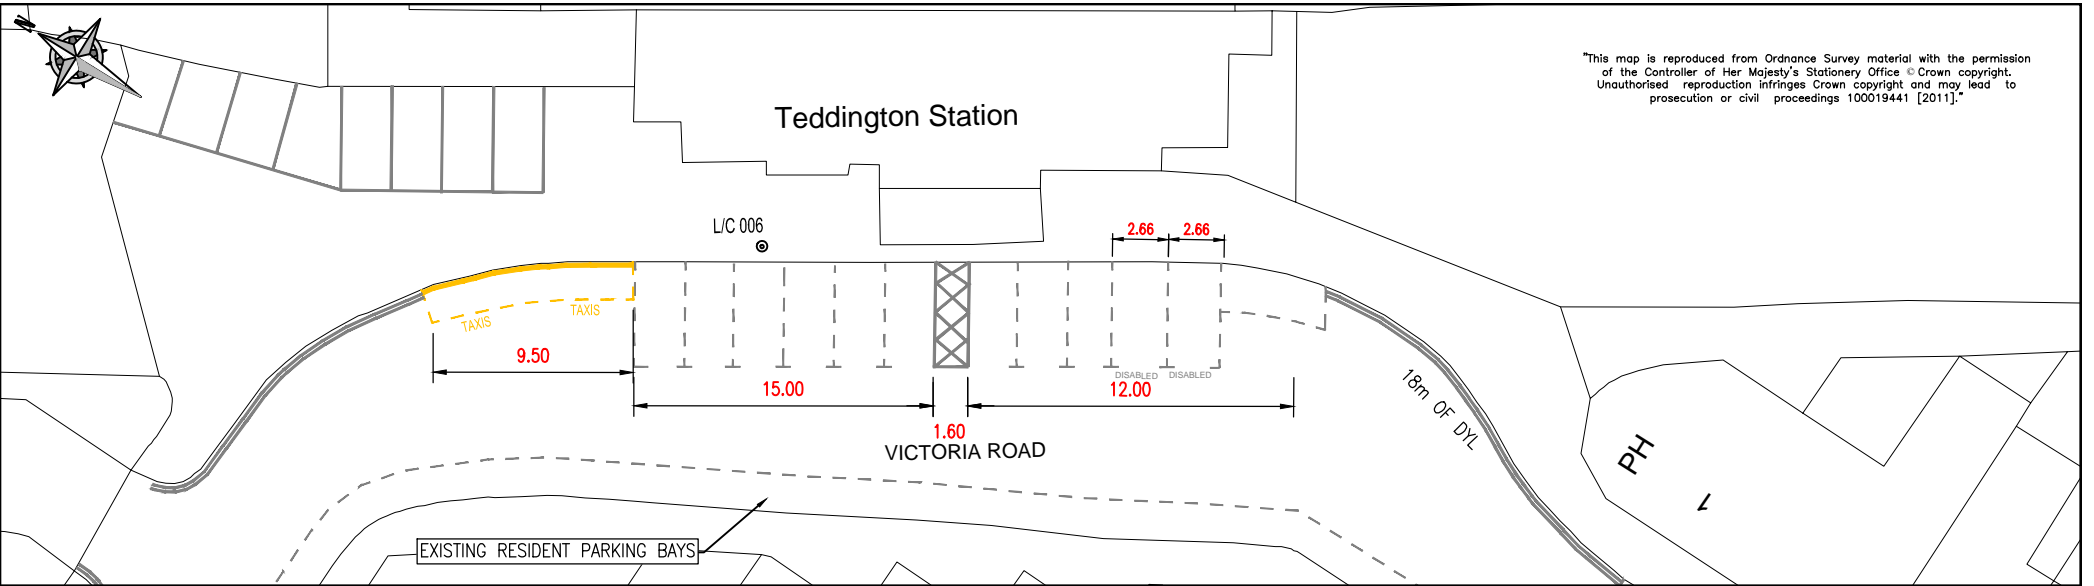 N
"This map is reproduced from Ordnance Survey material with the permission
of the Controller of Her Majesty's Stationery Office © Crown copyright.
Unauthorised reproduction infringes Crown copyright and may lead to
prosecution or civil proceedings 100019441 [2011]."
Teddington Station
L/C 006
2.66
2.66
TAXIS
TAXIS
9.50
DISABLED
DISABLED
15.00
12.00
1.60
VICTORIA ROAD
18m OF DYL
PH
1
EXISTING RESIDENT PARKING BAYS